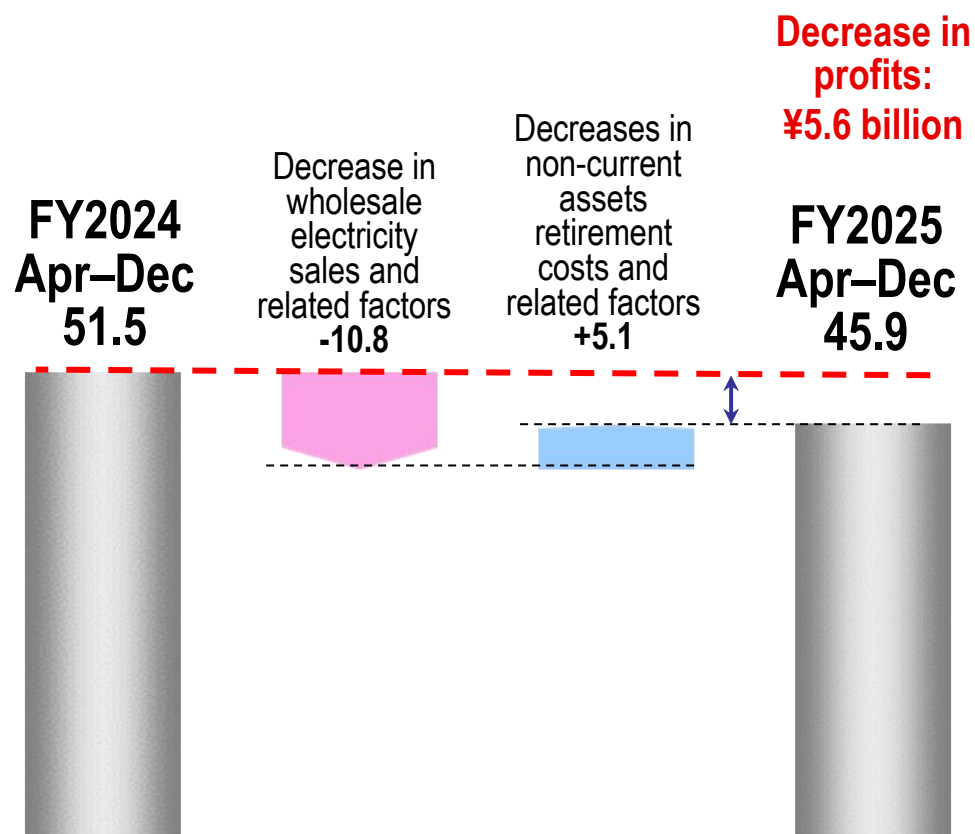 FY2024
Apr–Dec
51.5
Decrease in
wholesale
electricity
sales and
related factors
-10.8
Decreases in
non-current
assets
retirement
costs and
related factors
+5.1
Decrease in
profits:
¥5.6 billion
FY2025
Apr–Dec
45.9